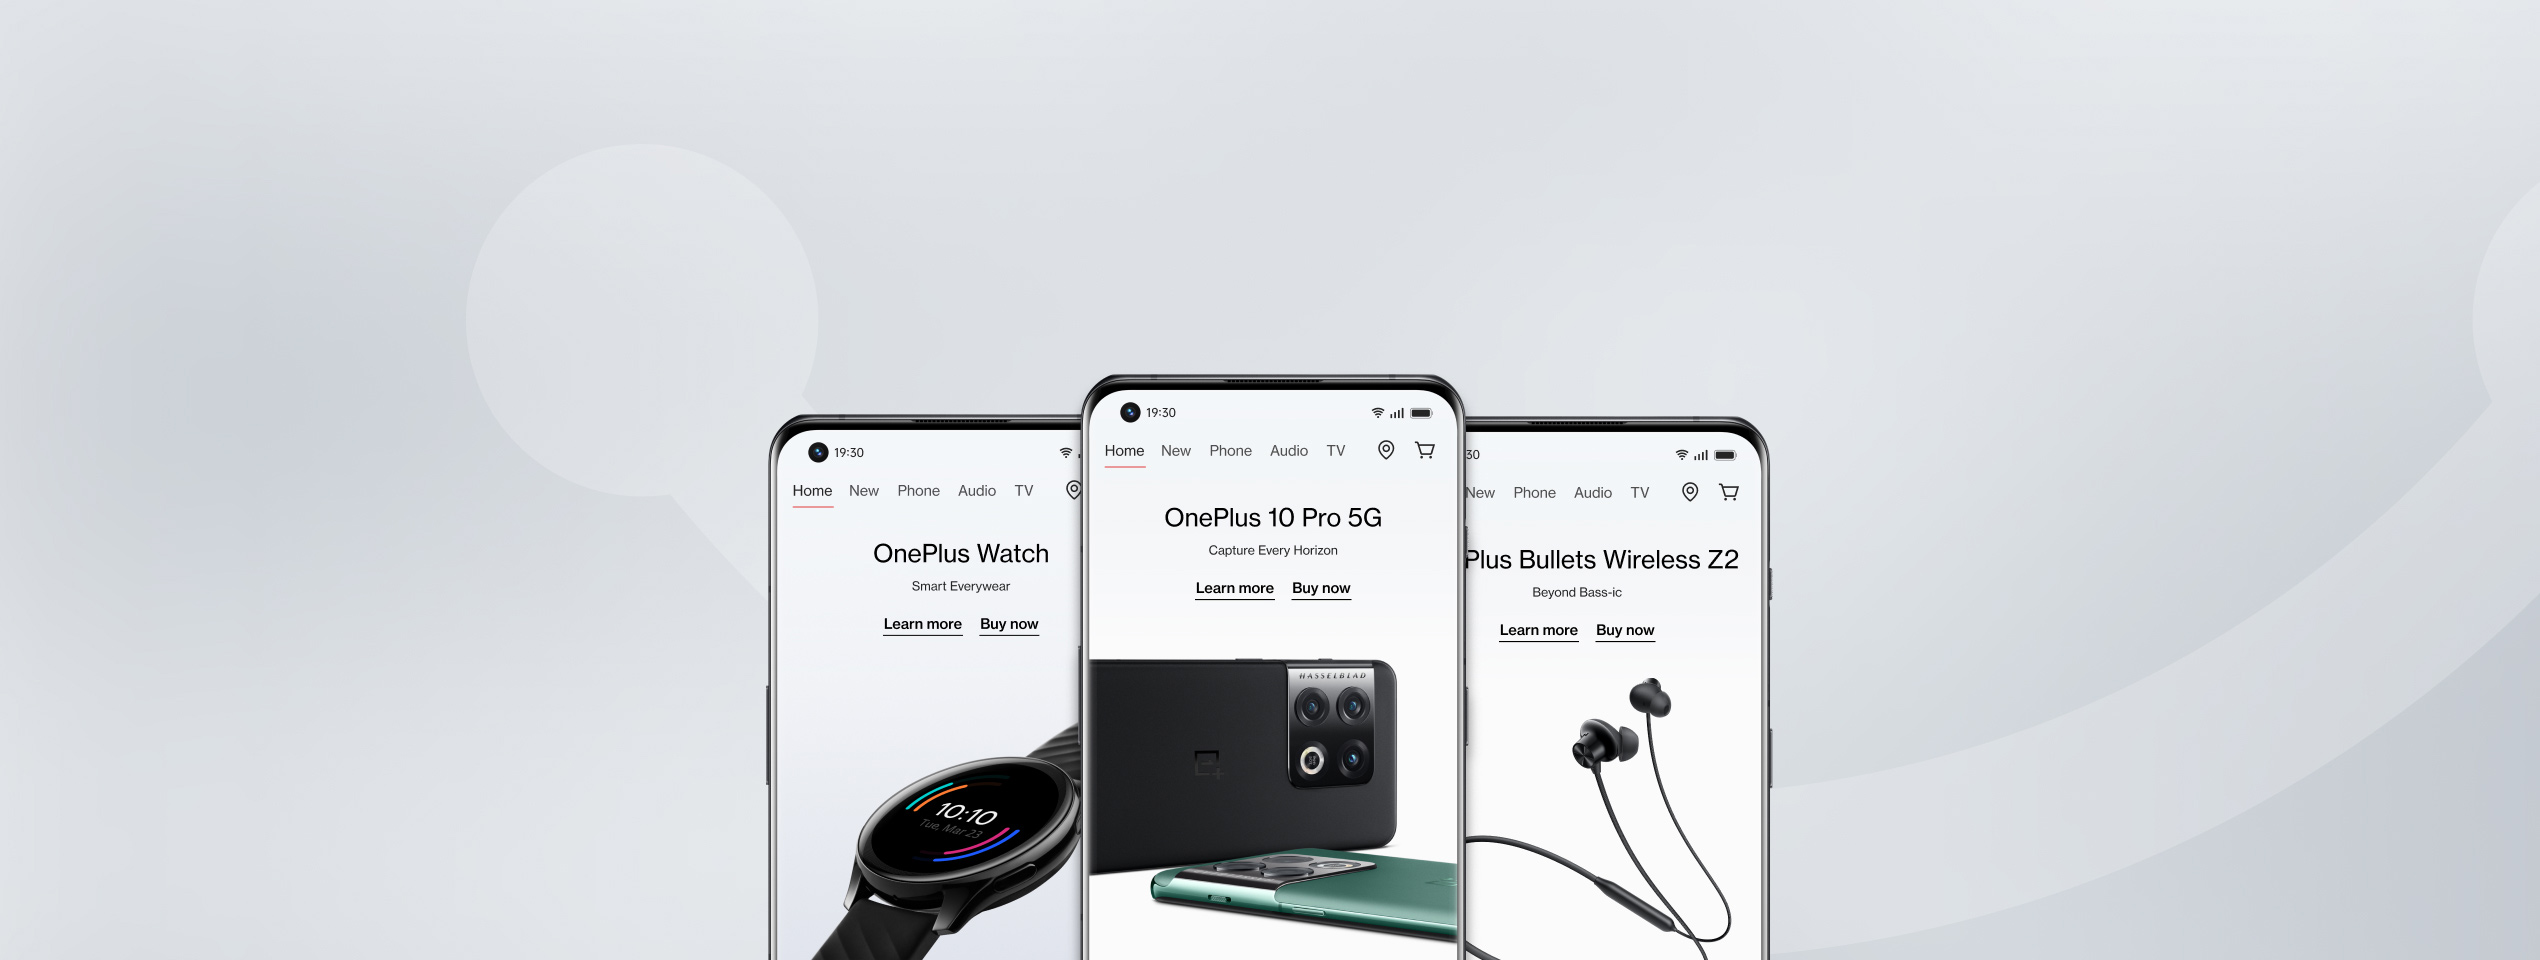 19:30
Home New Phone Audio TV
OnePlus Watch
Smart Everywear
Learn more Buy now
10:10
Tue, Mar 23
19:30
Home New Phone Audio TV
OnePlus 10 Pro 5G
Capture Every Horizon
Learn more Buy now
HASSELBLAD
30
New Phone Audio TV
Plus Bullets Wireless Z2
Beyond Bass-ic
Learn more Buy now